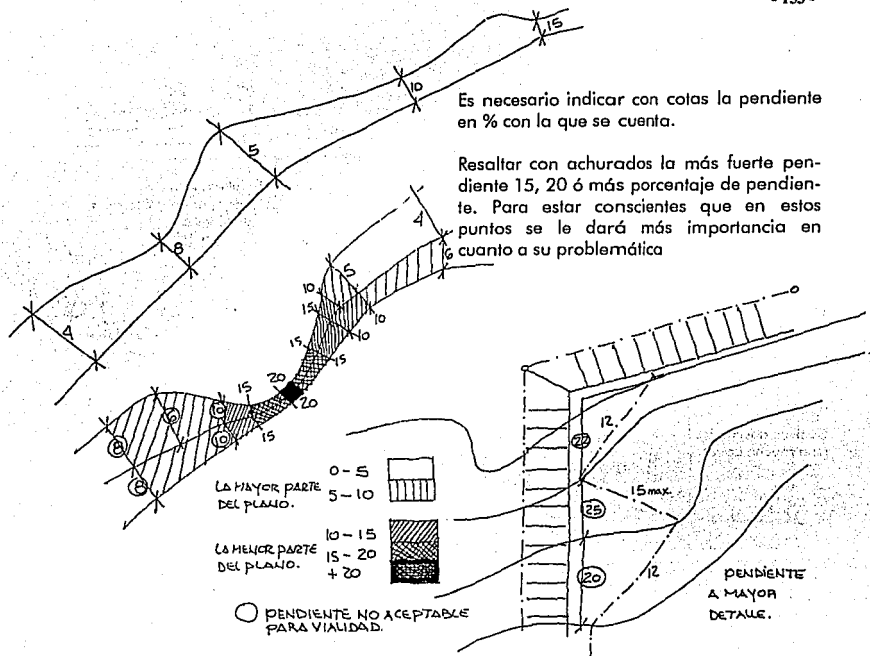 - 155 -
15
10
5
8
4
Es necesario indicar con cotas la pendiente
en % con la que se cuenta.
Resaltar con achurados la más fuerte pen-
diente 15, 20 ó más porcentaje de pendien-
te. Para estar conscientes que en estos
puntos se le dará más importancia en
cuanto a su problemática
4
6
5
10
10
15
10
15
15
20
20
15
15
10
10
6
8
8
LA MAYOR PARTE
DEL PLANO.
0-5
5-10
LA MENOR PARTE
DEL PLANO.
10-15
15-20
+20
PENDIENTE NO ACEPTABLE
PARA VIALIDAD.
22
12
15 max.
25
20
12
PENDIENTE
A MAYOR
DETALLE.